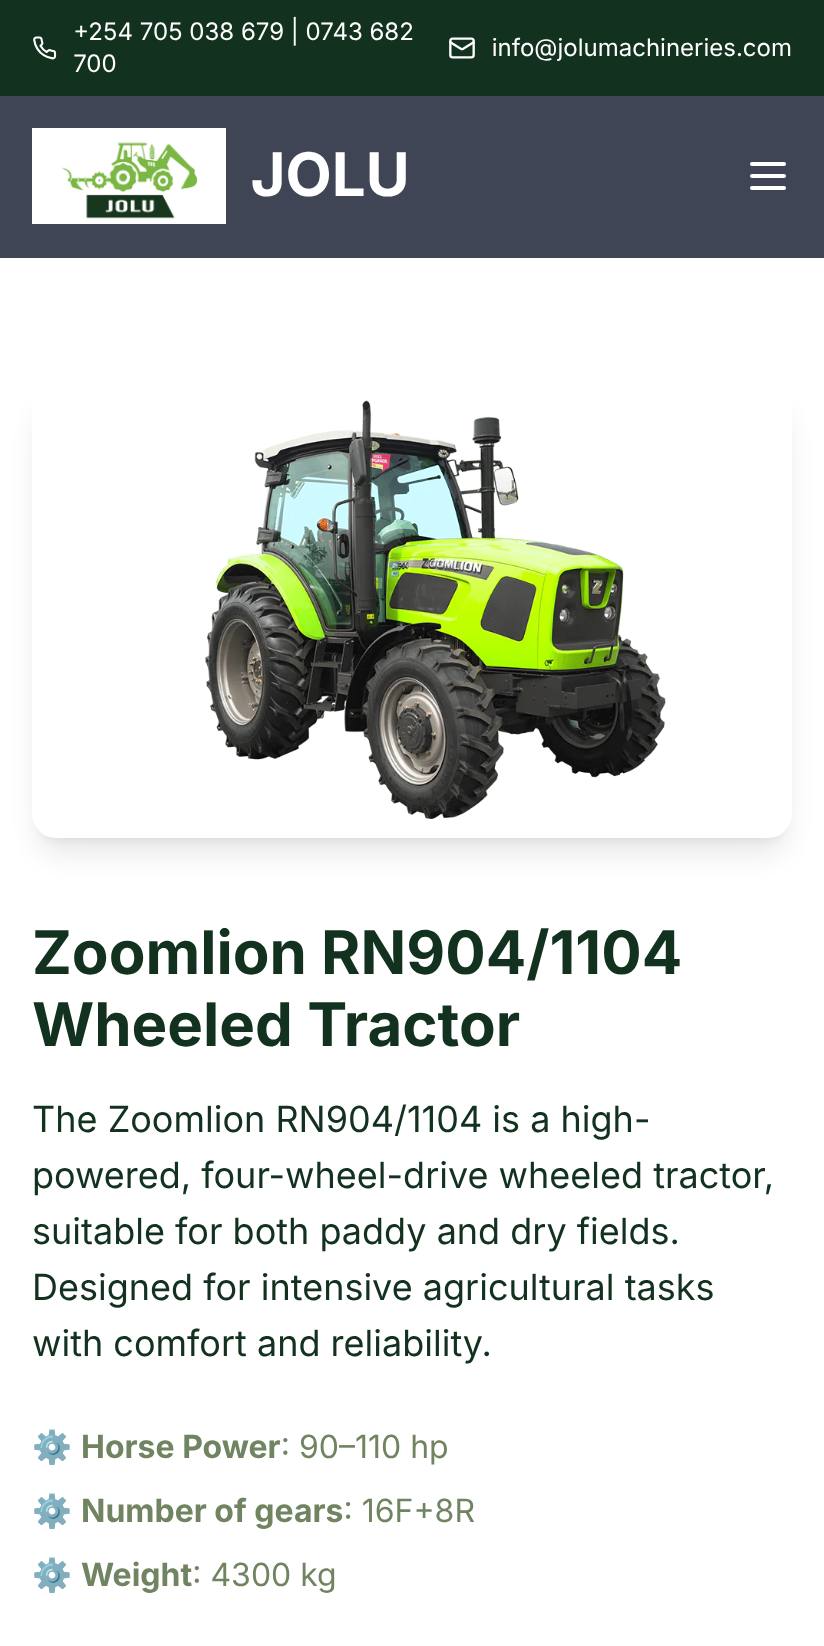 +254 705 038 679 | 0743 682
700
info@jolumachineries.com
JOLU
JOLU
ZOOMLION
Zoomlion RN904/1104
Wheeled Tractor
The Zoomlion RN904/1104 is a high-
powered, four-wheel-drive wheeled tractor,
suitable for both paddy and dry fields.
Designed for intensive agricultural tasks
with comfort and reliability.
⚙️ Horse Power: 90–110 hp
⚙️ Number of gears: 16F+8R
⚙️ Weight: 4300 kg